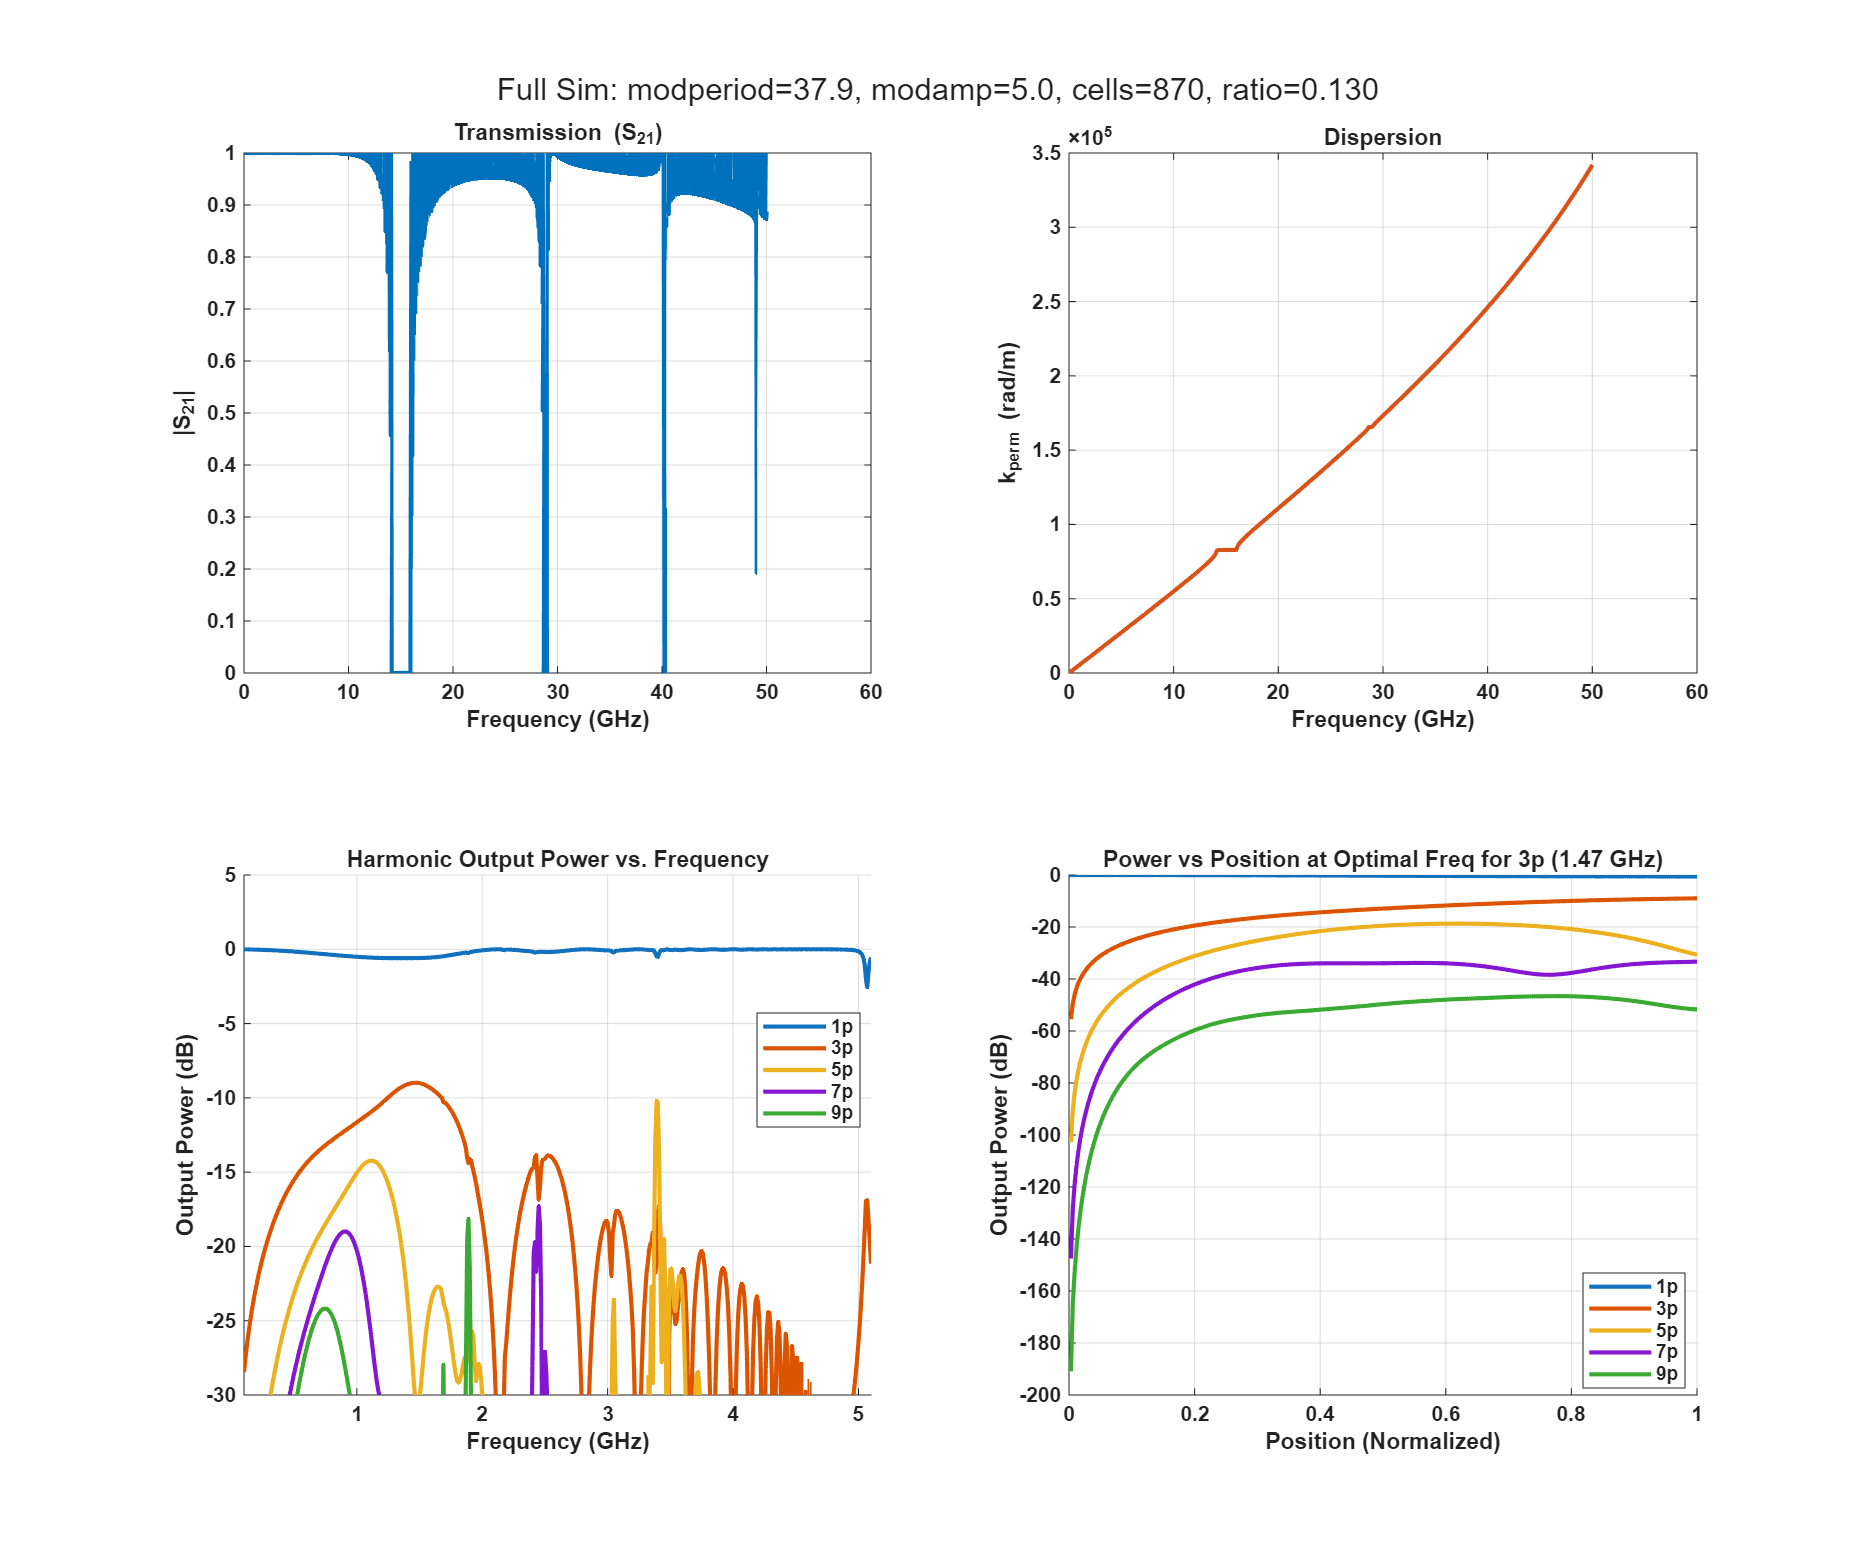 Full Sim: modperiod=37.9, modamp=5.0, cells=870, ratio=0.130
Transmission (S21)
1
0.9
0.8
0.7
0.6
0.5
0.4
0.3
0.2
0.1
0
|S21|
0 10 20 30 40 50 60
Frequency (GHz)
×10^5
Dispersion
3.5
3
2.5
2
1.5
1
0.5
0
kperm (rad/m)
0 10 20 30 40 50 60
Frequency (GHz)
Harmonic Output Power vs. Frequency
5
0
-5
-10
-15
-20
-25
-30
Output Power (dB)
1p
3p
5p
7p
9p
1 2 3 4 5
Frequency (GHz)
Power vs Position at Optimal Freq for 3p (1.47 GHz)
0
-20
-40
-60
-80
-100
-120
-140
-160
-180
-200
Output Power (dB)
1p
3p
5p
7p
9p
0 0.2 0.4 0.6 0.8 1
Position (Normalized)